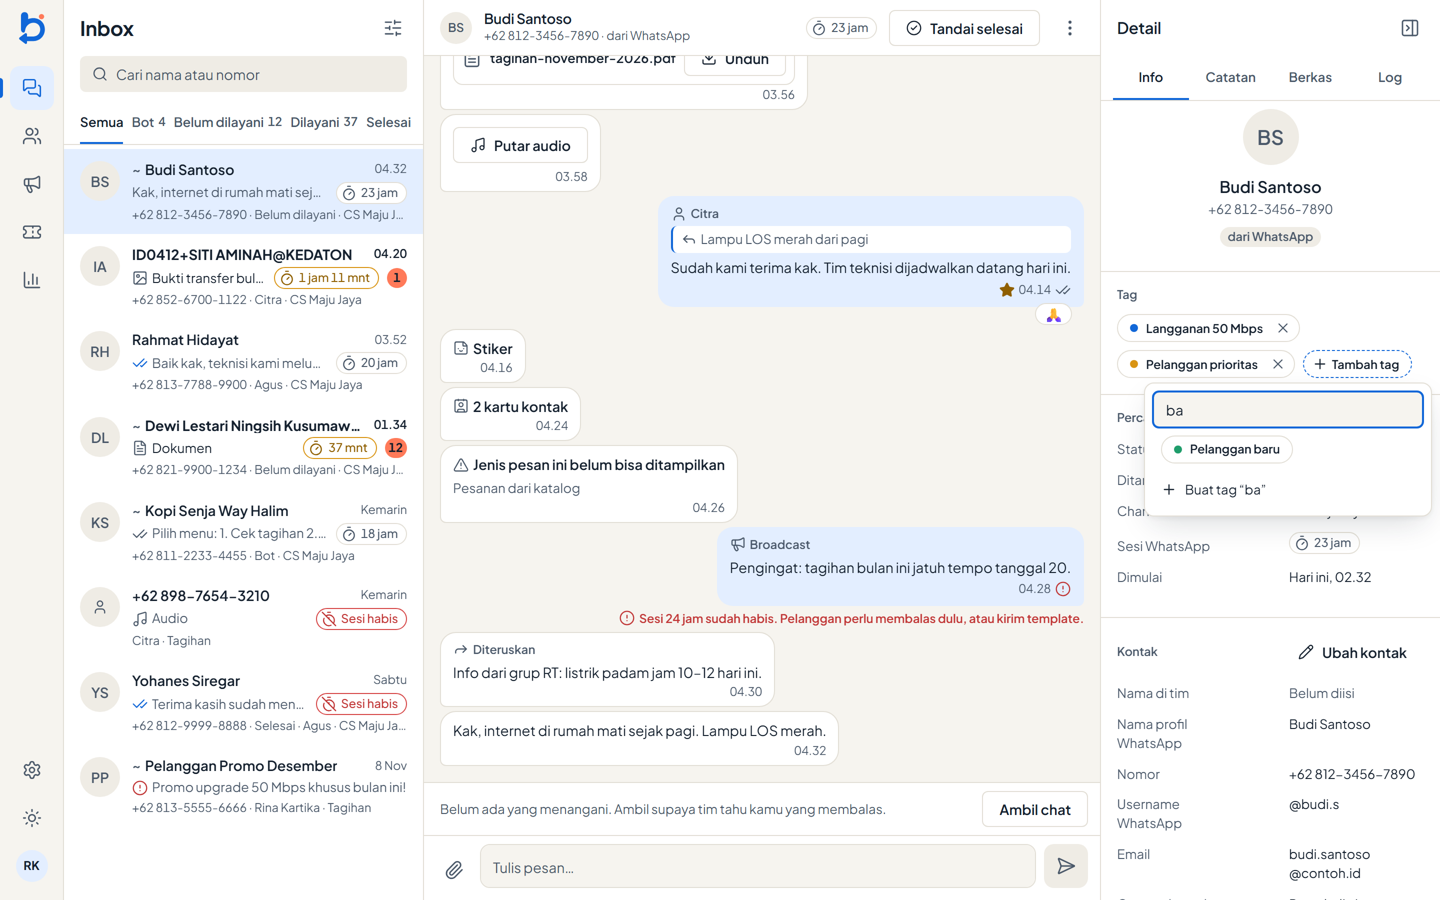 Inbox
Cari nama atau nomor
Semua
Bot 4
Belum dilayani 12
Dilayani 37
Selesai
BS
~ Budi Santoso
04.32
Kak, internet di rumah mati sej…
23 jam
+62 812-3456-7890 · Belum dilayani · CS Maju J…
IA
ID0412+SITI AMINAH@KEDATON
04.20
Bukti transfer bul…
1 jam 11 mnt
1
+62 852-6700-1122 · Citra · CS Maju Jaya
RH
Rahmat Hidayat
03.52
Baik kak, teknisi kami melu…
20 jam
+62 813-7788-9900 · Agus · CS Maju Jaya
DL
~ Dewi Lestari Ningsih Kusumaw…
01.34
Dokumen
37 mnt
12
+62 821-9900-1234 · Belum dilayani · CS Maju J…
KS
~ Kopi Senja Way Halim
Kemarin
Pilih menu: 1. Cek tagihan 2.…
18 jam
+62 811-2233-4455 · Bot · CS Maju Jaya
+62 898-7654-3210
Kemarin
Audio
Sesi habis
Citra · Tagihan
YS
Yohanes Siregar
Sabtu
Terima kasih sudah men…
Sesi habis
+62 812-9999-8888 · Selesai · Agus · CS Maju Ja…
PP
~ Pelanggan Promo Desember
8 Nov
Promo upgrade 50 Mbps khusus bulan ini!
+62 813-5555-6666 · Rina Kartika · Tagihan
RK
BS
Budi Santoso
+62 812-3456-7890 · dari WhatsApp
23 jam
Tandai selesai
tagihan-november-2026.pdf
Unduh
03.56
Putar audio
03.58
Citra
Lampu LOS merah dari pagi
Sudah kami terima kak. Tim teknisi dijadwalkan datang hari ini.
04.14
Stiker
04.16
2 kartu kontak
04.24
Jenis pesan ini belum bisa ditampilkan
Pesanan dari katalog
04.26
Broadcast
Pengingat: tagihan bulan ini jatuh tempo tanggal 20.
04.28
Sesi 24 jam sudah habis. Pelanggan perlu membalas dulu, atau kirim template.
Diteruskan
Info dari grup RT: listrik padam jam 10–12 hari ini.
04.30
Kak, internet di rumah mati sejak pagi. Lampu LOS merah.
04.32
Belum ada yang menangani. Ambil supaya tim tahu kamu yang membalas.
Ambil chat
Tulis pesan…
Detail
Info
Catatan
Berkas
Log
BS
Budi Santoso
+62 812-3456-7890
dari WhatsApp
Tag
Langganan 50 Mbps
Pelanggan prioritas
Tambah tag
ba
Pelanggan baru
Buat tag “ba”
Sesi WhatsApp
23 jam
Dimulai
Hari ini, 02.32
Kontak
Ubah kontak
Nama di tim
Belum diisi
Nama profil WhatsApp
Budi Santoso
Nomor
+62 812-3456-7890
Username WhatsApp
@budi.s
Email
budi.santoso
@contoh.id